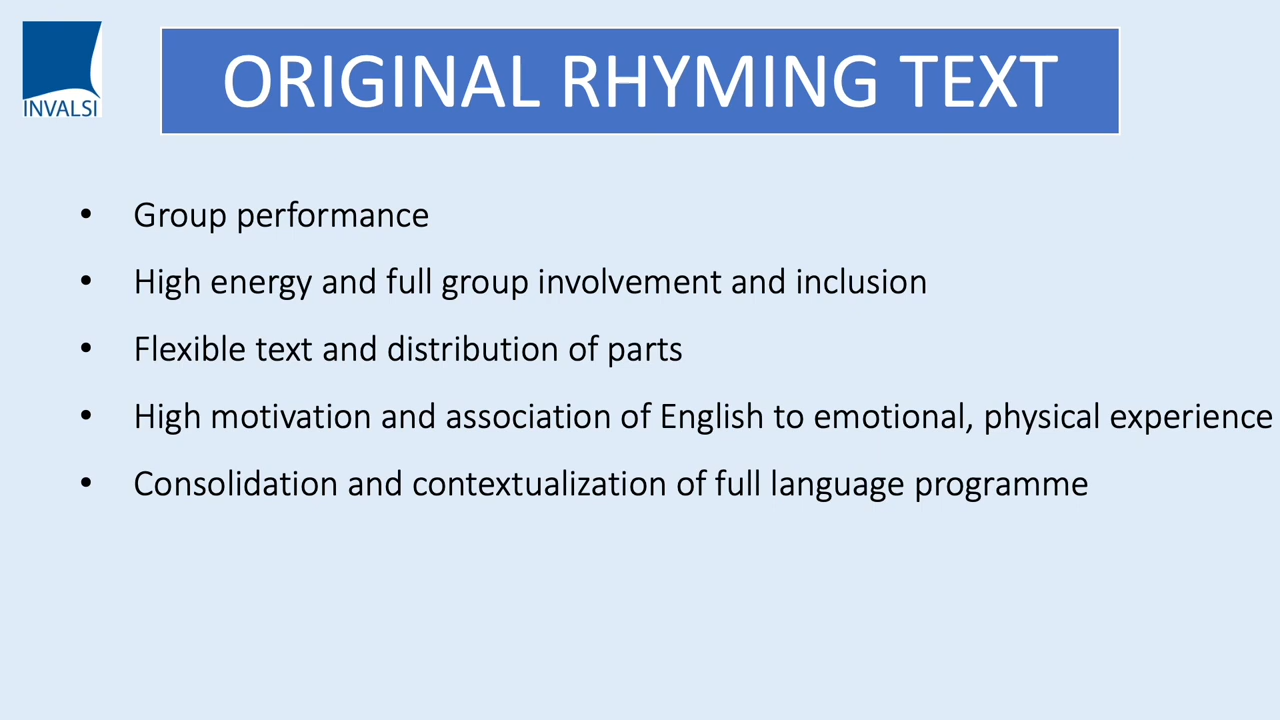 INVALSI
ORIGINAL RHYMING TEXT
• Group performance
• High energy and full group involvement and inclusion
• Flexible text and distribution of parts
• High motivation and association of English to emotional, physical experience
• Consolidation and contextualization of full language programme